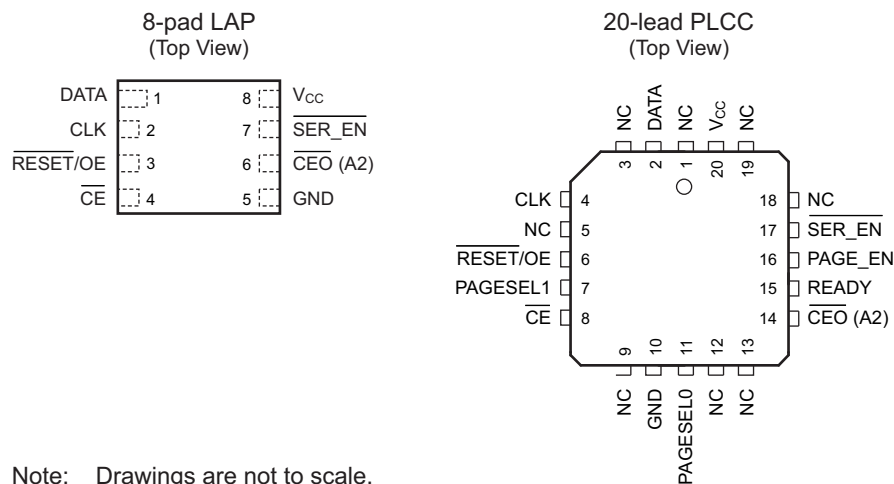 8-pad LAP
(Top View)
DATA 1 8 VCC
CLK 2 7 SER_EN
RESET/OE 3 6 CEO (A2)
CE 4 5 GND
20-lead PLCC
(Top View)
NC DATA NC VCC NC
3 2 1 20 19
CLK 4 18 NC
NC 5 17 SER_EN
RESET/OE 6 16 PAGE_EN
PAGESEL1 7 15 READY
CE 8 14 CEO (A2)
9 10 11 12 13
NC GND PAGESEL0 NC NC
Note: Drawings are not to scale.